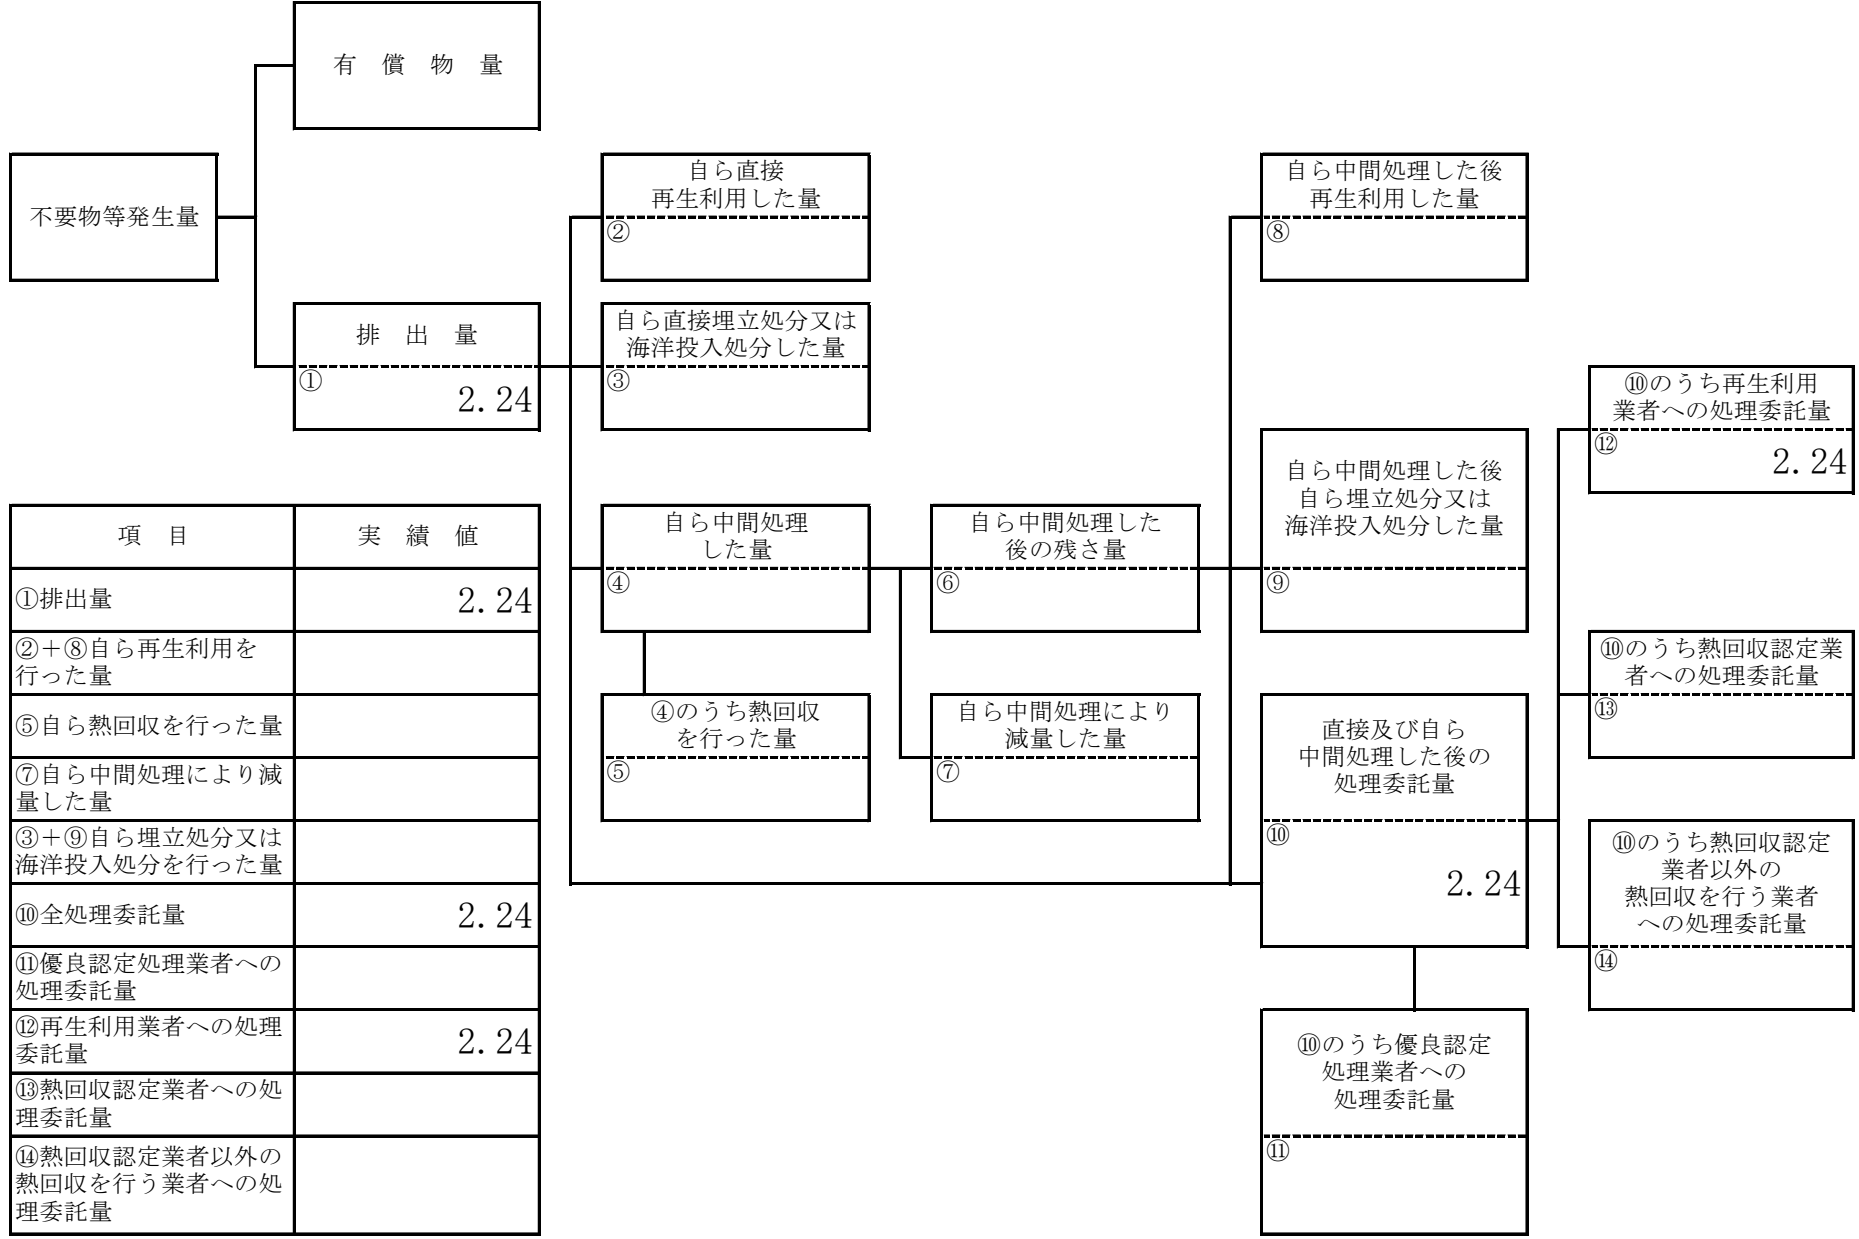 有　償　物　量
不要物等発生量
排　出　量
①
2.24
自ら直接
再生利用した量
②
自ら直接埋立処分又は
海洋投入処分した量
③
自ら中間処理
した量
④
④のうち熱回収
を行った量
⑤
自ら中間処理した
後の残さ量
⑥
自ら中間処理により
減量した量
⑦
自ら中間処理した後
再生利用した量
⑧
自ら中間処理した後
自ら埋立処分又は
海洋投入処分した量
⑨
直接及び自ら
中間処理した後の
処理委託量
⑩
2.24
⑩のうち優良認定
処理業者への
処理委託量
⑪
⑩のうち再生利用
業者への処理委託量
⑫
2.24
⑩のうち熱回収認定業
者への処理委託量
⑬
⑩のうち熱回収認定
業者以外の
熱回収を行う業者
への処理委託量
⑭
項　目　実　績　値
①排出量　2.24
②＋⑧自ら再生利用を
行った量
⑤自ら熱回収を行った量
⑦自ら中間処理により減
量した量
③＋⑨自ら埋立処分又は
海洋投入処分を行った量
⑩全処理委託量　2.24
⑪優良認定処理業者への
処理委託量
⑫再生利用業者への処理
委託量　2.24
⑬熱回収認定業者への処
理委託量
⑭熱回収認定業者以外の
熱回収を行う業者への処
理委託量